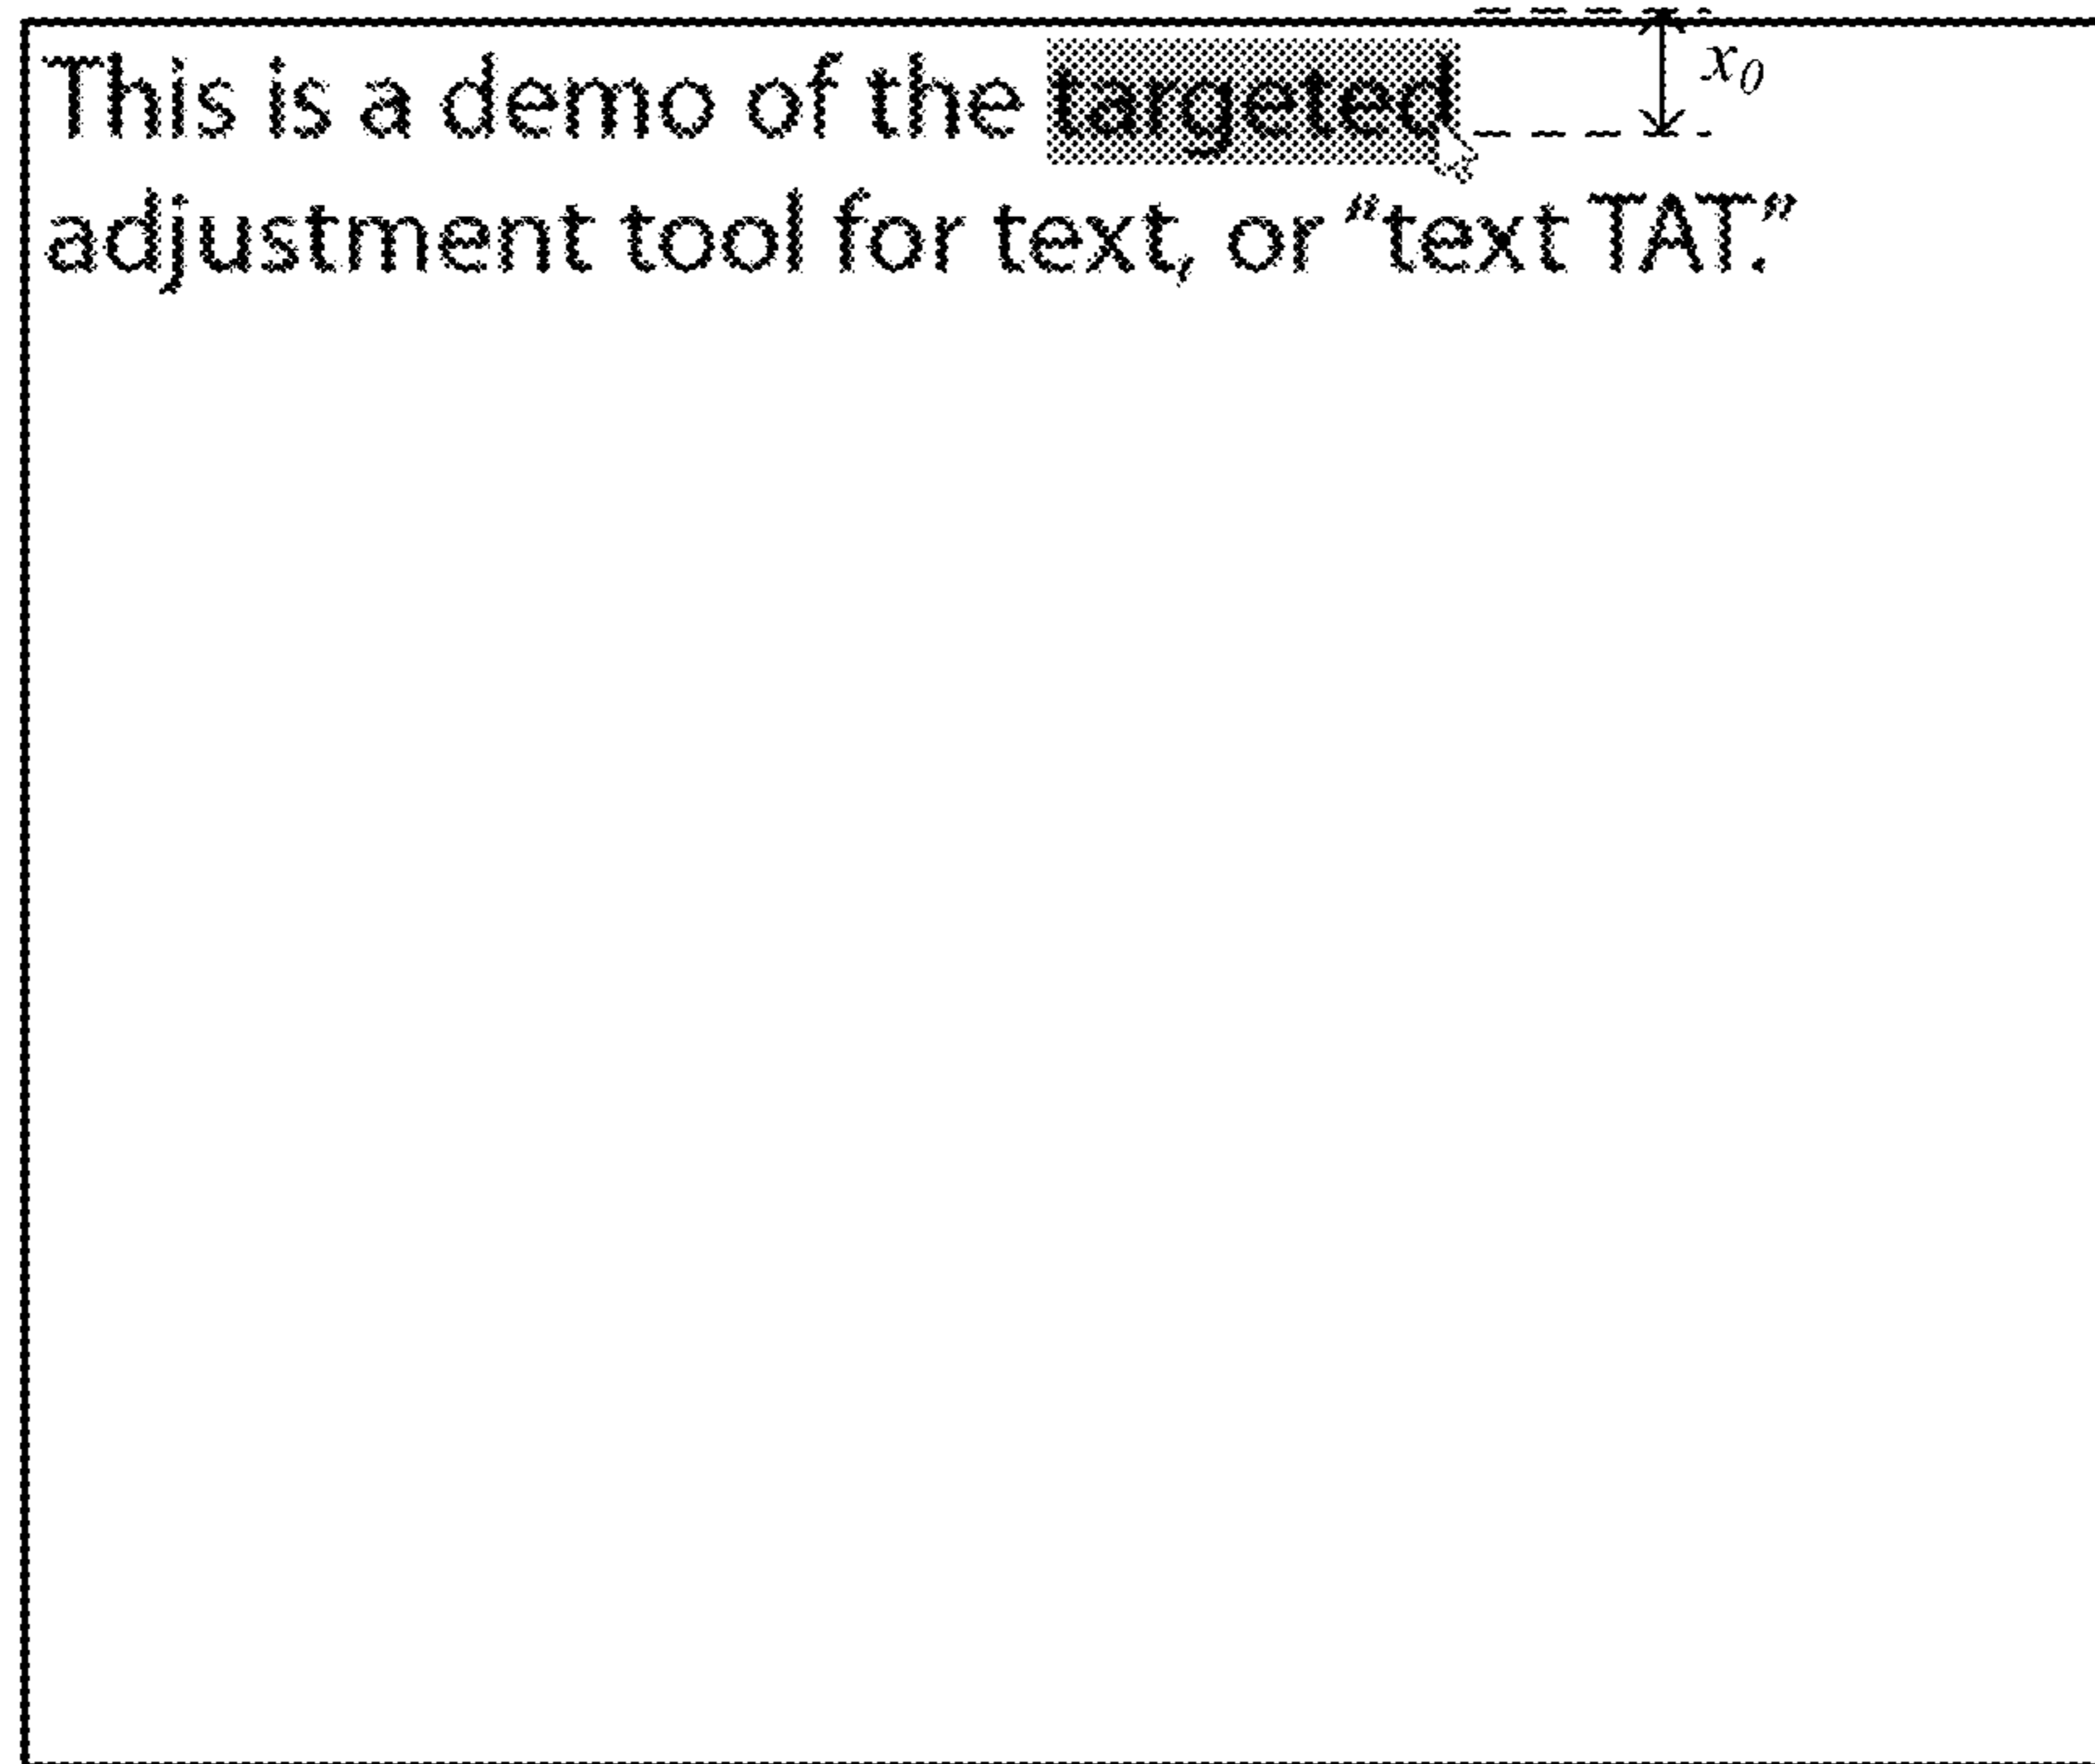 This is a demo of the targeted
x₀
adjustment tool for text, or “text TAT.”